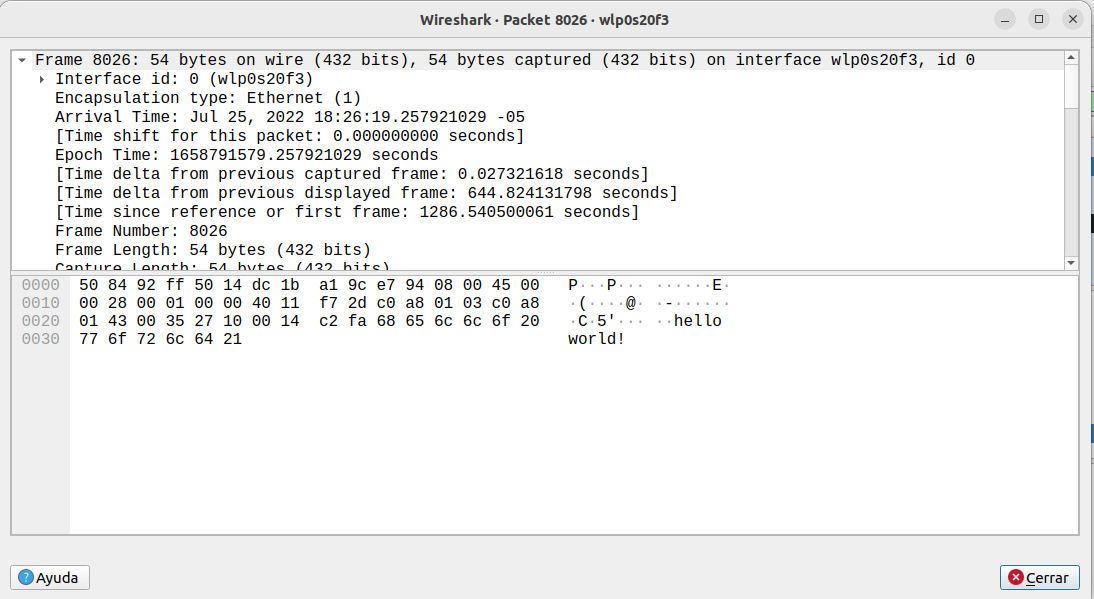 Wireshark · Packet 8026 · wlp0s20f3
Frame 8026: 54 bytes on wire (432 bits), 54 bytes captured (432 bits) on interface wlp0s20f3, id 0
Interface id: 0 (wlp0s20f3)
Encapsulation type: Ethernet (1)
Arrival Time: Jul 25, 2022 18:26:19.257921029 -05
[Time shift for this packet: 0.000000000 seconds]
Epoch Time: 1658791579.257921029 seconds
[Time delta from previous captured frame: 0.027321618 seconds]
[Time delta from previous displayed frame: 644.824131798 seconds]
[Time since reference or first frame: 1286.540500061 seconds]
Frame Number: 8026
Frame Length: 54 bytes (432 bits)
Capture Length: 54 bytes (432 bits)
0000 50 84 92 ff 50 14 dc 1b a1 9c e7 94 08 00 45 00 P···P··· ······E·
0010 00 28 00 01 00 00 40 11 f7 2d c0 a8 01 03 c0 a8 ·(····@· ·-······
0020 01 43 00 35 27 10 00 14 c2 fa 68 65 6c 6c 6f 20 ·C·5'··· ··hello
0030 77 6f 72 6c 64 21 world!
Ayuda
Cerrar